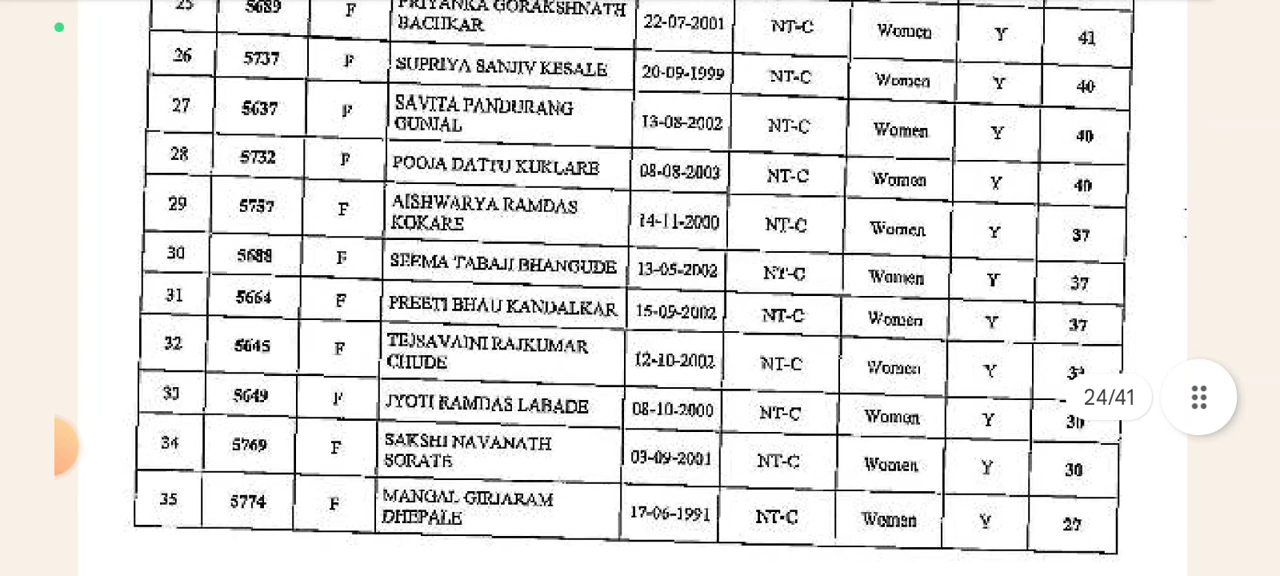 25 5689 F PRIYANKA GORAKSHNATH
BACHKAR 22-07-2001 NT-C Women Y 41
26 5737 F SUPRIYA SANJIV KESALE 20-09-1999 NT-C Women Y 40
27 5637 F SAVITA PANDURANG
GUNJAL 13-08-2002 NT-C Women Y 40
28 5732 F POOJA DATTU KUKLARE 08-08-2003 NT-C Women Y 40
29 5757 F AISHWARYA RAMDAS
KOKARE 14-11-2000 NT-C Women Y 37
30 5688 F SEEMA TABAJI BHANGUDE 13-05-2002 NT-C Women Y 37
31 5664 F PREETI BHAU KANDALKAR 15-09-2002 NT-C Women Y 37
32 5645 F RAJKUMAR
12-10-2002 NT-C Women Y
33 5649 F JYOTI RAMDAS LABADE 08-10-2000 NT-C Women Y
24/41
34 5769 F SAKSHI NAVANATH
SORATE 03-09-2001 NT-C Women Y 30
35 5774 F MANGAL GIRJARAM
DHEPALE 17-06-1991 NT-C Women Y 27